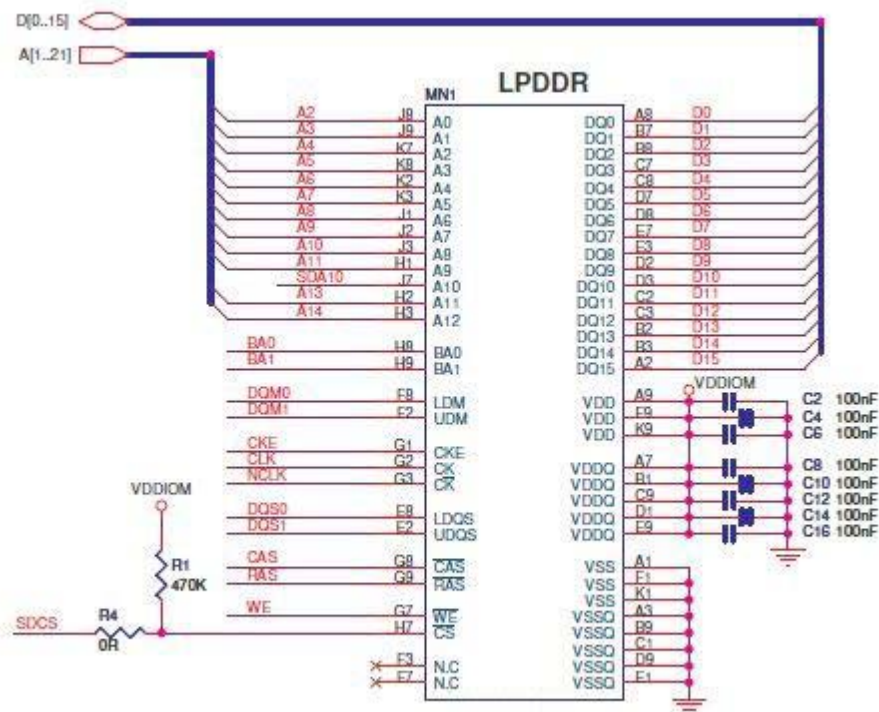 D[0..15]
A[1..21]
LPDDR
MN1
A2 J8 A0 DQ0 A8 D0
A3 J9 A1 DQ1 B7 D1
A4 K7 A2 DQ2 B8 D2
A5 K8 A3 DQ3 C7 D3
A6 K2 A4 DQ4 C8 D4
A7 K3 A5 DQ5 D7 D5
A8 J1 A6 DQ6 D8 D6
A9 J2 A7 DQ7 E7 D7
A10 J3 A8 DQ8 E3 D8
A11 H1 A9 DQ9 D2 D9
SDA10 J7 A10 DQ10 D3 D10
A13 H2 A11 DQ11 C2 D11
A14 H3 A12 DQ12 C3 D12
DQ13 B2 D13
BA0 H8 BA0 DQ14 B3 D14
BA1 H9 BA1 DQ15 A2 D15
VDDIOM
DQM0 F8 LDM VDD A9 C2 100nF
DQM1 F2 UDM VDD F9 C4 100nF
VDD K9 C6 100nF
CKE G1 CKE
CLK G2 CK VDDQ A7 C8 100nF
NCLK G3 CK VDDQ B1 C10 100nF
VDDIOM
VDDQ C9 C12 100nF
DQS0 E8 LDQS VDDQ D1 C14 100nF
DQS1 E2 UDQS VDDQ E9 C16 100nF
CAS G8 CAS VSS A1
RAS G9 RAS VSS F1
R1
470K
VSS K1
WE G7 WE VSSQ A3
SDCS R4 0R H7 CS VSSQ B9
VSSQ C1
F3 N.C VSSQ D9
F7 N.C VSSQ E1